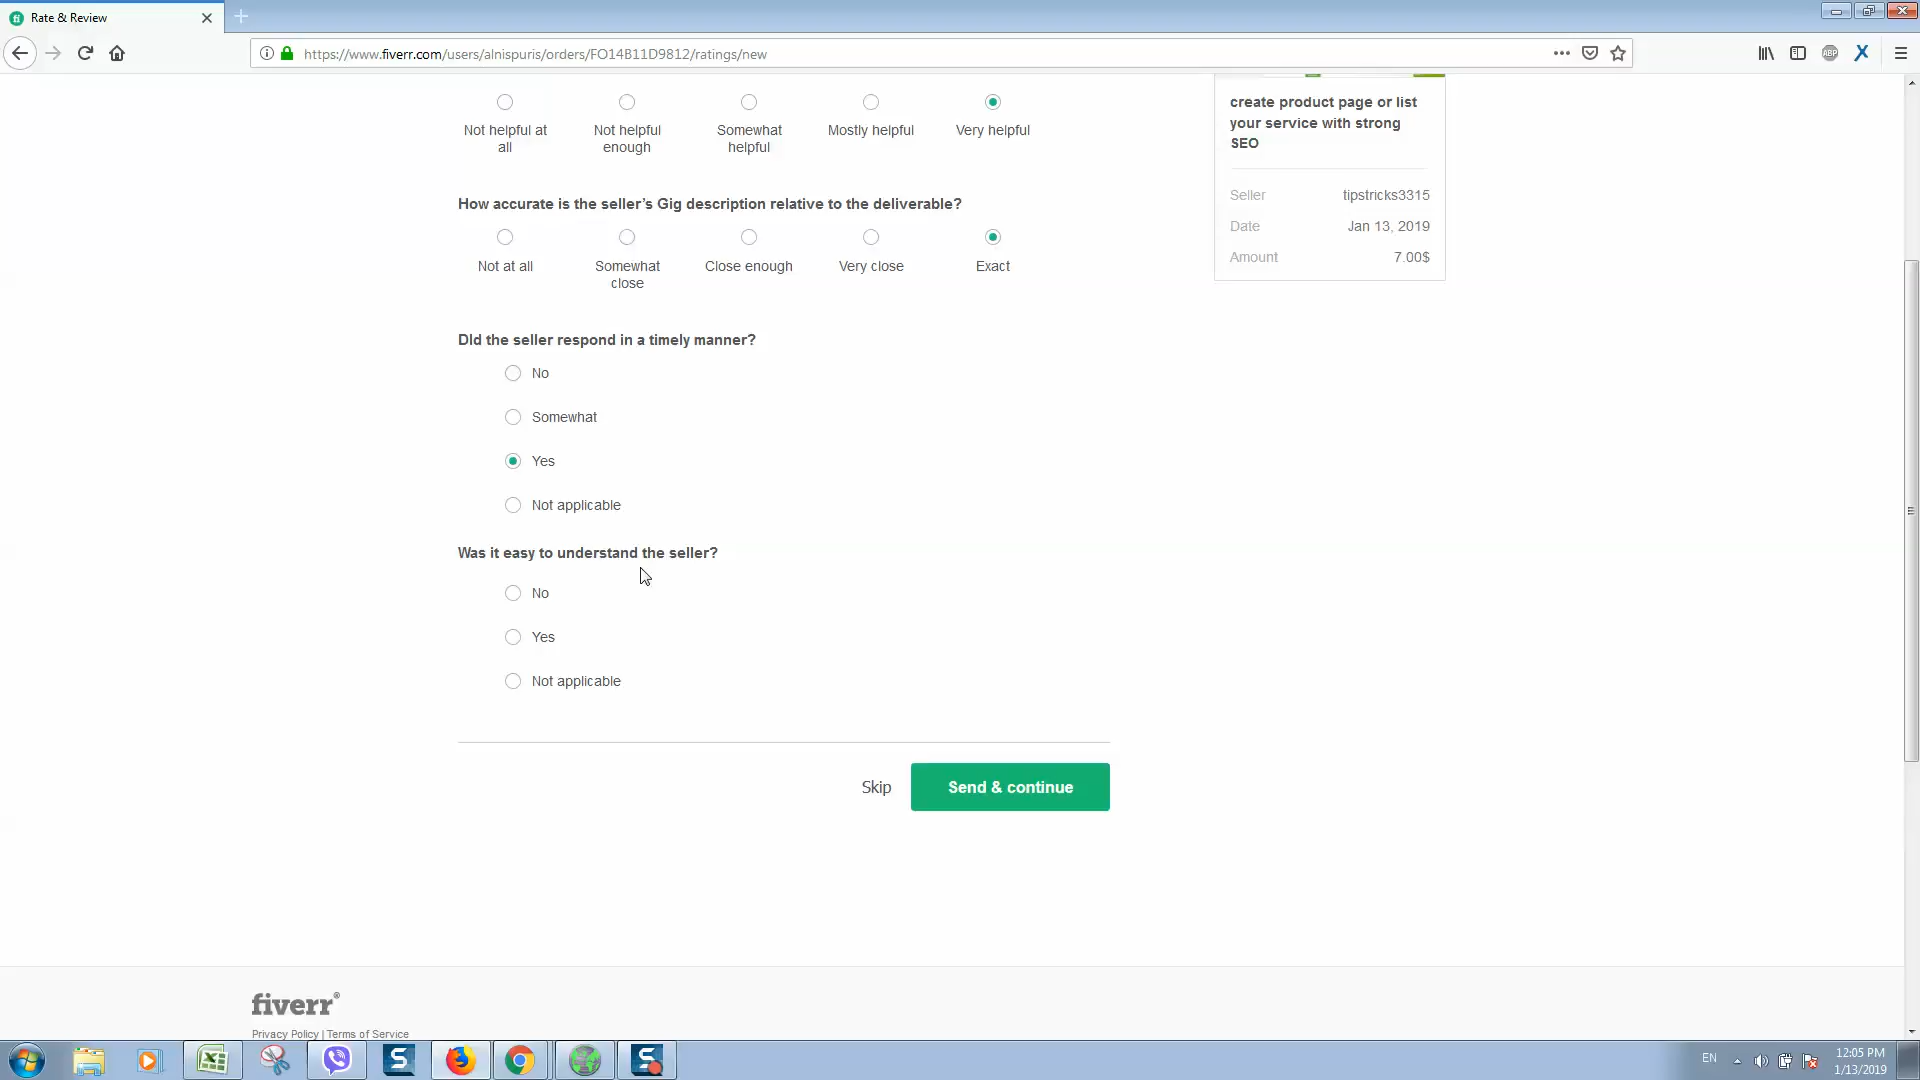 Rate & Review
https://www.fiverr.com/users/alnispuris/orders/FO14B11D9812/ratings/new
ABP
Not helpful at
all
Not helpful
enough
Somewhat
helpful
Mostly helpful
Very helpful
create product page or list
your service with strong
SEO
Seller tipstricks3315
Date Jan 13, 2019
Amount 7.00$
How accurate is the seller’s Gig description relative to the deliverable?
Not at all
Somewhat
close
Close enough
Very close
Exact
DId the seller respond in a timely manner?
No
Somewhat
Yes
Not applicable
Was it easy to understand the seller?
No
Yes
Not applicable
Skip
Send & continue
fiverr®
Privacy Policy | Terms of Service
EN
12:05 PM
1/13/2019